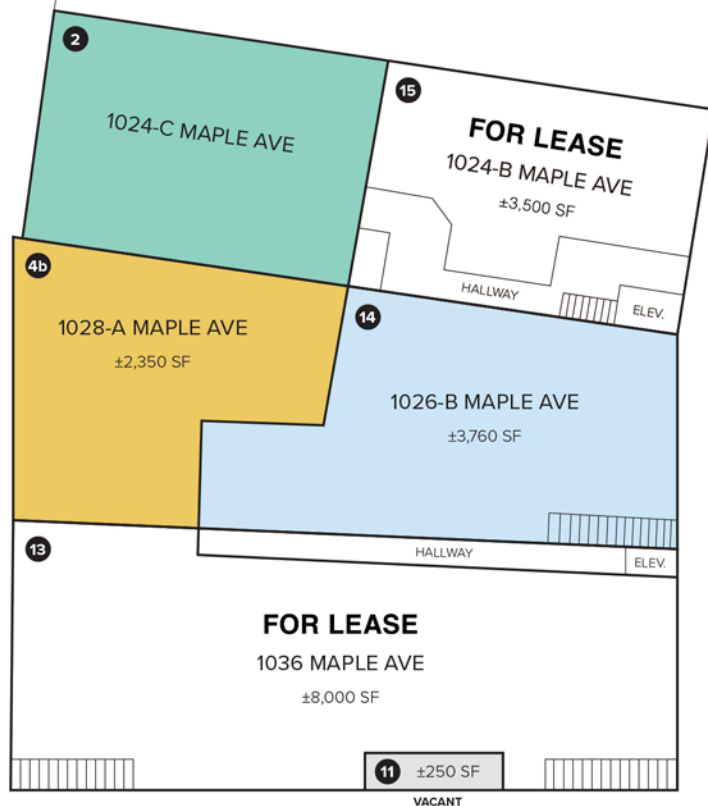 2
1024-C MAPLE AVE
15
FOR LEASE
1024-B MAPLE AVE
±3,500 SF
HALLWAY
ELEV.
4b
1028-A MAPLE AVE
±2,350 SF
14
1026-B MAPLE AVE
±3,760 SF
HALLWAY
ELEV.
13
FOR LEASE
1036 MAPLE AVE
±8,000 SF
11 ±250 SF
VACANT